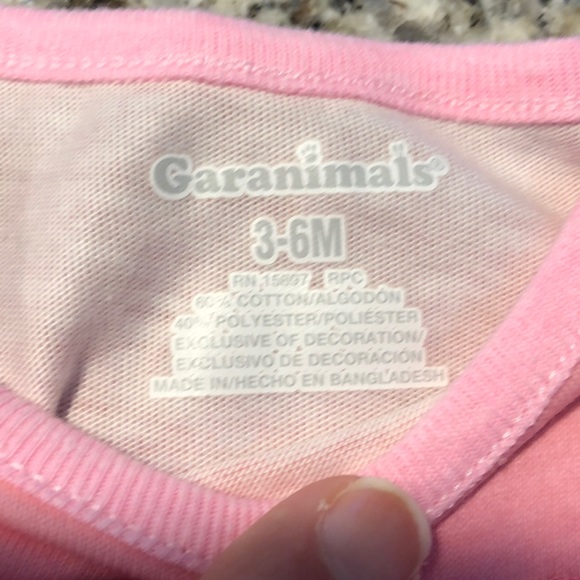 Garanimals®
3-6M
RN 15897 RPC
60% COTTON/ALGODÓN
40% POLYESTER/POLIÉSTER
EXCLUSIVE OF DECORATION/
EXCLUSIVO DE DECORACIÓN
MADE IN/HECHO EN BANGLADESH